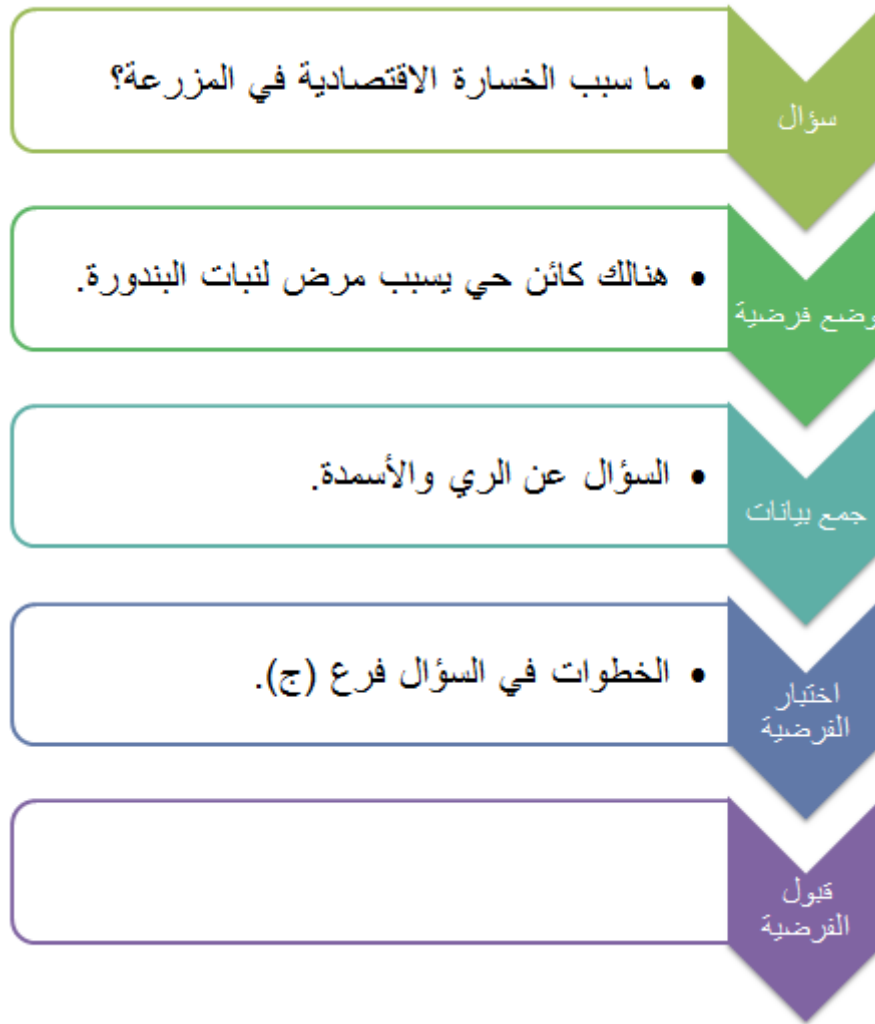 • ما سبب الخسارة الاقتصادية في المزرعة؟
سؤال
• هنالك كائن حي يسبب مرض لنبات البندورة.
وضع فرضية
• السؤال عن الري والأسمدة.
جمع بيانات
• الخطوات في السؤال فرع (ج).
اختبار
الفرضية
قبول
الفرضية